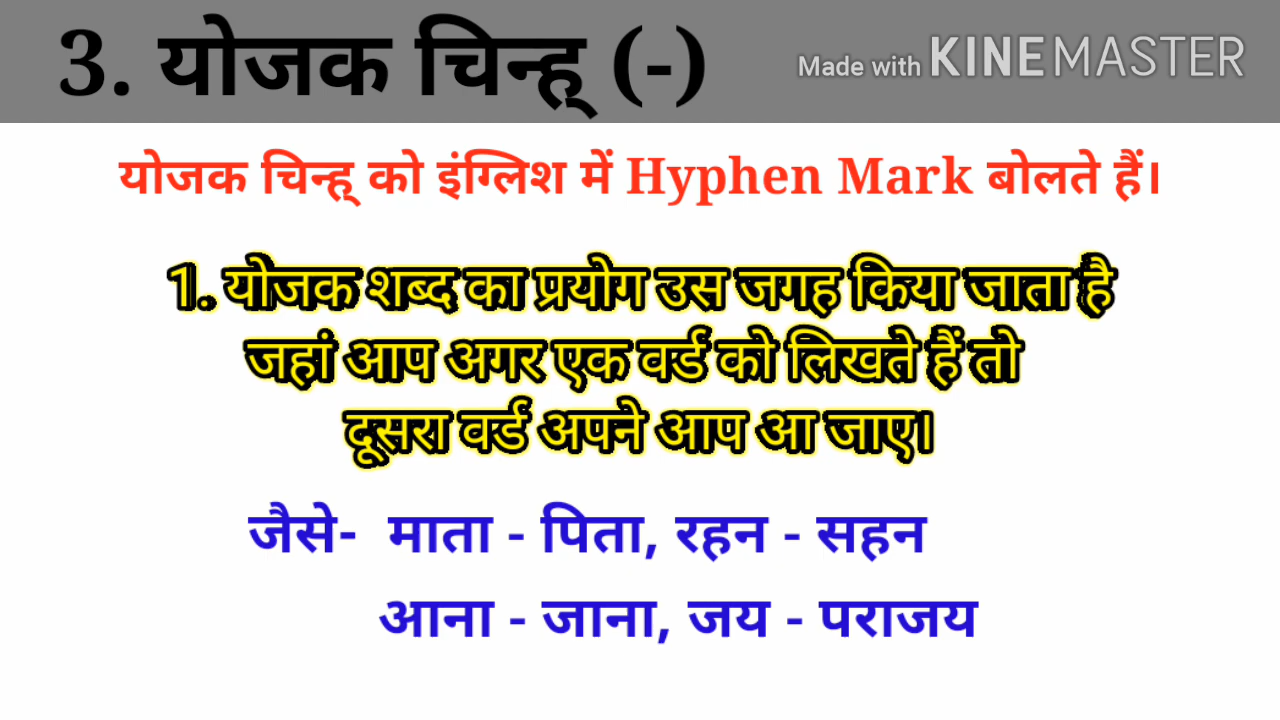 3. योजक चिन्ह् (-)
Made with KINEMASTER
योजक चिन्ह् को इंग्लिश में Hyphen Mark बोलते हैं।
1. योजक शब्द का प्रयोग उस जगह किया जाता है
जहां आप अगर एक वर्ड को लिखते हैं तो
दूसरा वर्ड अपने आप आ जाए।
जैसे- माता - पिता, रहन - सहन
आना - जाना, जय - पराजय